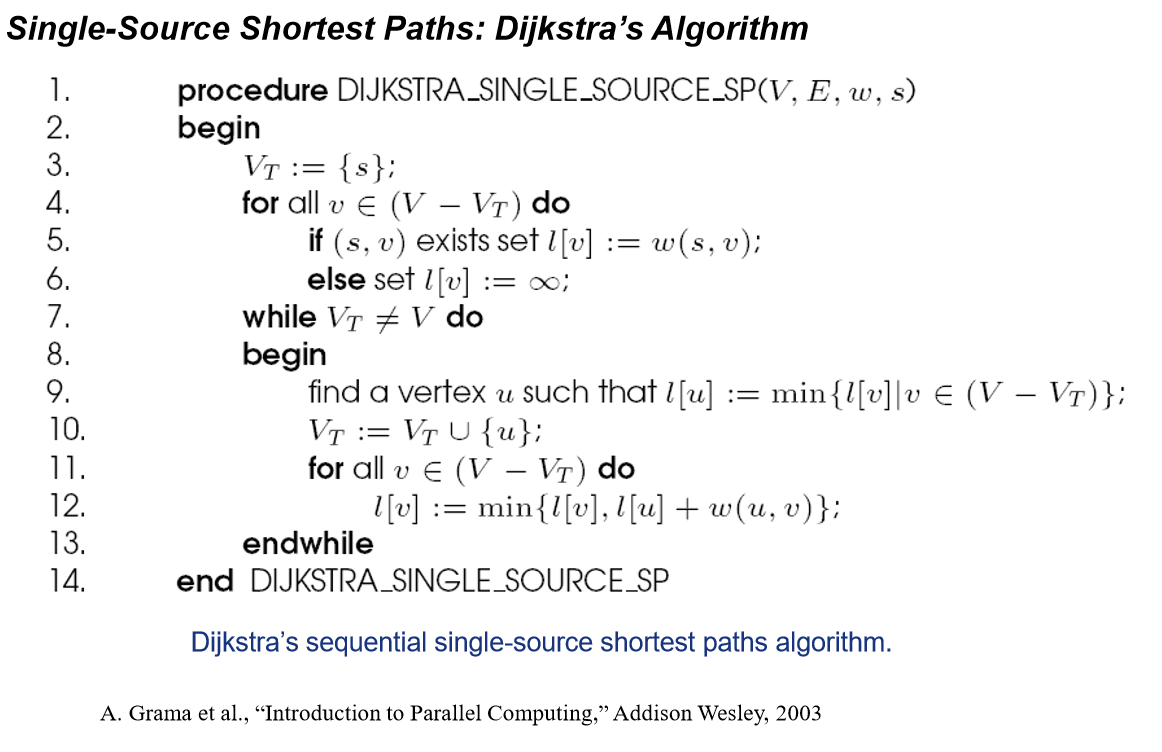 Single-Source Shortest Paths: Dijkstra’s Algorithm
1. procedure DIJKSTRA_SINGLE_SOURCE_SP(V, E, w, s)
2. begin
3. V_T := {s};
4. for all v ∈ (V − V_T) do
5. if (s, v) exists set l[v] := w(s, v);
6. else set l[v] := ∞;
7. while V_T ≠ V do
8. begin
9. find a vertex u such that l[u] := min{l[v]|v ∈ (V − V_T)};
10. V_T := V_T ∪ {u};
11. for all v ∈ (V − V_T) do
12. l[v] := min{l[v], l[u] + w(u, v)};
13. endwhile
14. end DIJKSTRA_SINGLE_SOURCE_SP
Dijkstra’s sequential single-source shortest paths algorithm.
A. Grama et al., “Introduction to Parallel Computing,” Addison Wesley, 2003